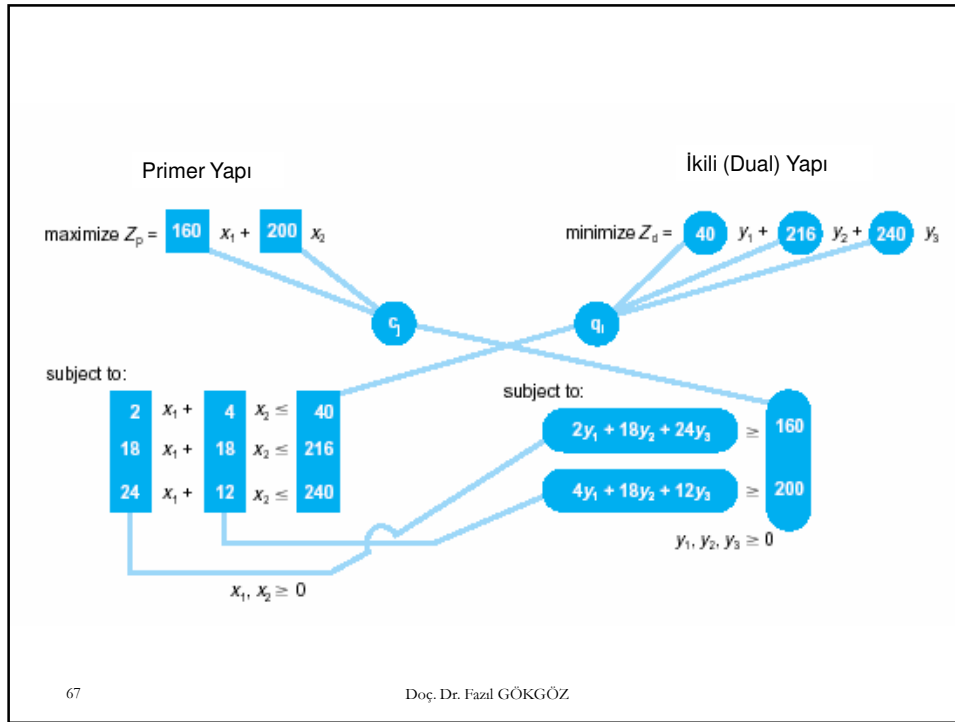 Primer Yapı
maximize Zp = 160 x1 + 200 x2
cj
subject to:
2 x1 + 4 x2 ≤ 40
18 x1 + 18 x2 ≤ 216
24 x1 + 12 x2 ≤ 240
x1, x2 ≥ 0
İkili (Dual) Yapı
minimize Zd = 40 y1 + 216 y2 + 240 y3
qi
subject to:
2y1 + 18y2 + 24y3 ≥ 160
4y1 + 18y2 + 12y3 ≥ 200
y1, y2, y3 ≥ 0
67
Doç. Dr. Fazıl GÖKGÖZ